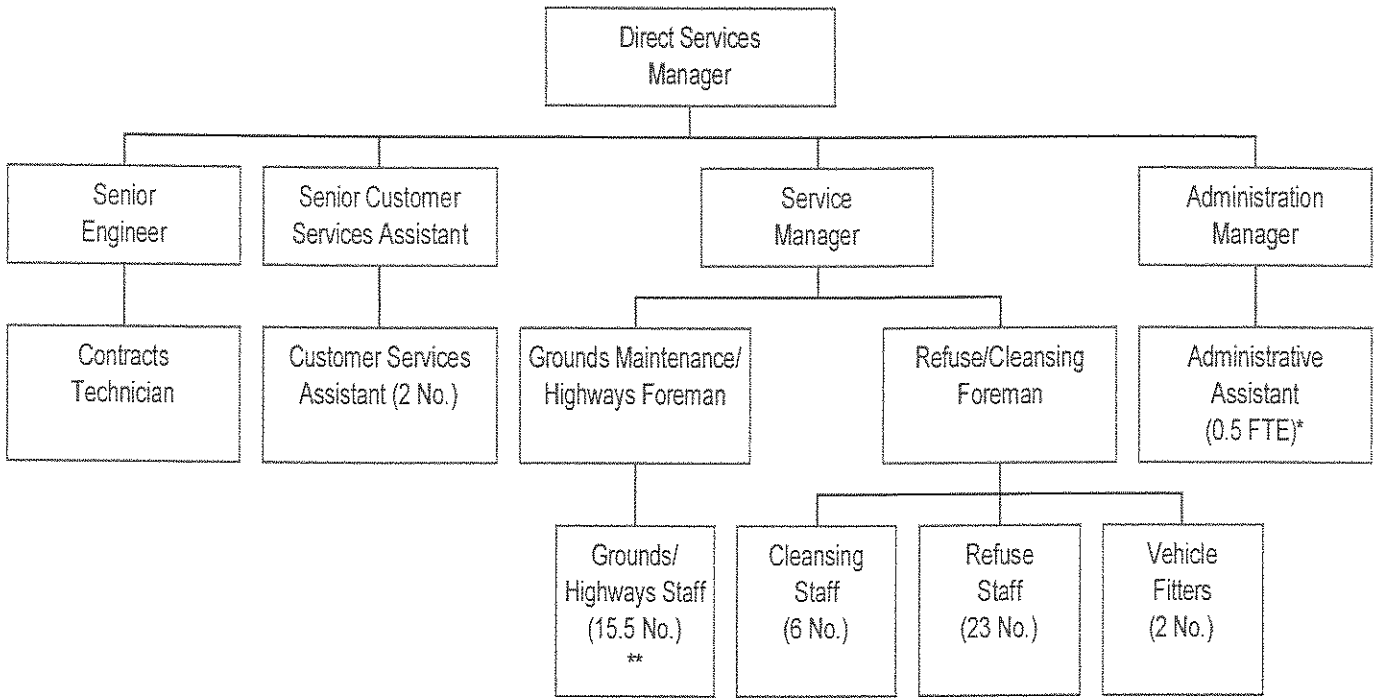 Direct Services
Manager
Senior
Engineer
Senior Customer
Services Assistant
Service
Manager
Administration
Manager
Contracts
Technician
Customer Services
Assistant (2 No.)
Grounds Maintenance/
Highways Foreman
Refuse/Cleansing
Foreman
Administrative
Assistant
(0.5 FTE)*
Grounds/
Highways Staff
(15.5 No.)
**
Cleansing
Staff
(6 No.)
Refuse
Staff
(23 No.)
Vehicle
Fitters
(2 No.)